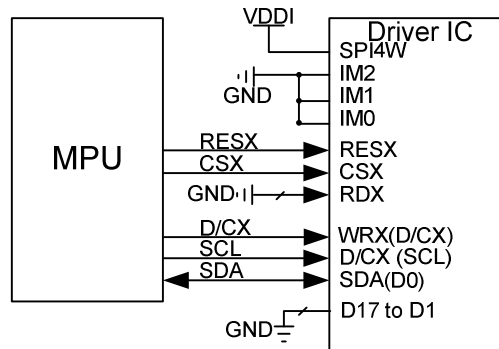 VDDI
Driver IC
SPI4W
IM2
GND
IM1
IM0
MPU
RESX
RESX
CSX
CSX
GND
RDX
D/CX
WRX(D/CX)
SCL
D/CX (SCL)
SDA
SDA(D0)
D17 to D1
GND